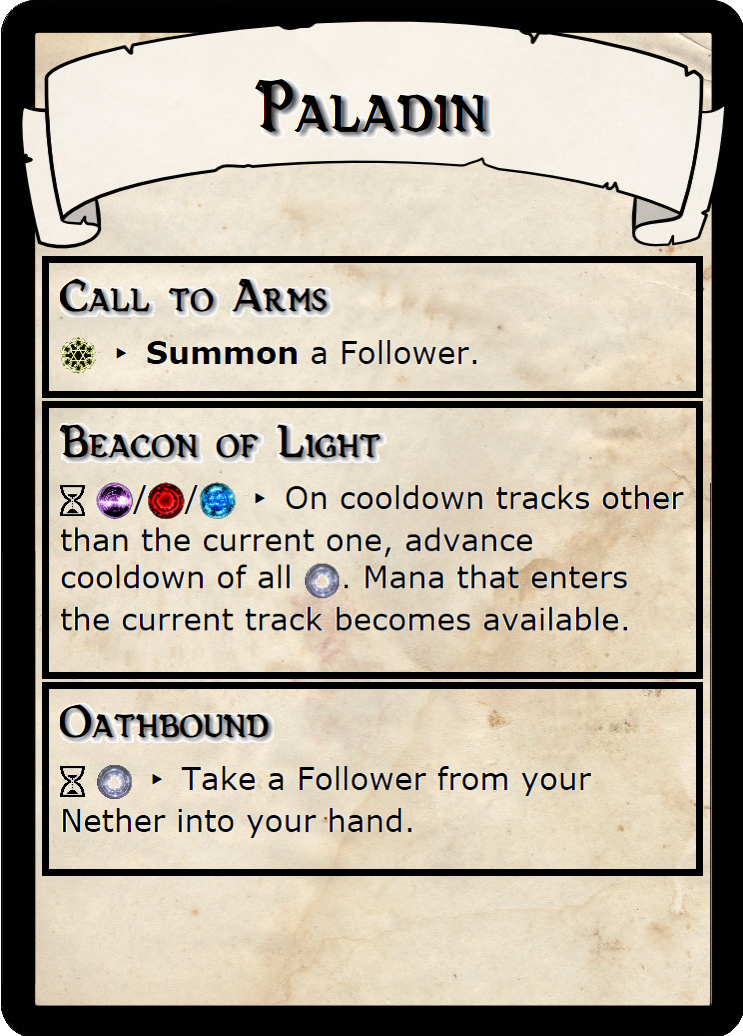 Paladin
Call to Arms
‣ Summon a Follower.
Beacon of Light
/ / ‣ On cooldown tracks other
than the current one, advance
cooldown of all . Mana that enters
the current track becomes available.
Oathbound
‣ Take a Follower from your
Nether into your hand.